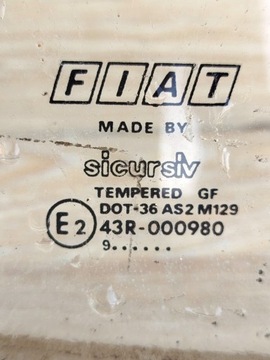 FIAT
MADE BY
sicursiv
TEMPERED GF
DOT-36 AS2 M129
E2 43R-000980
9......